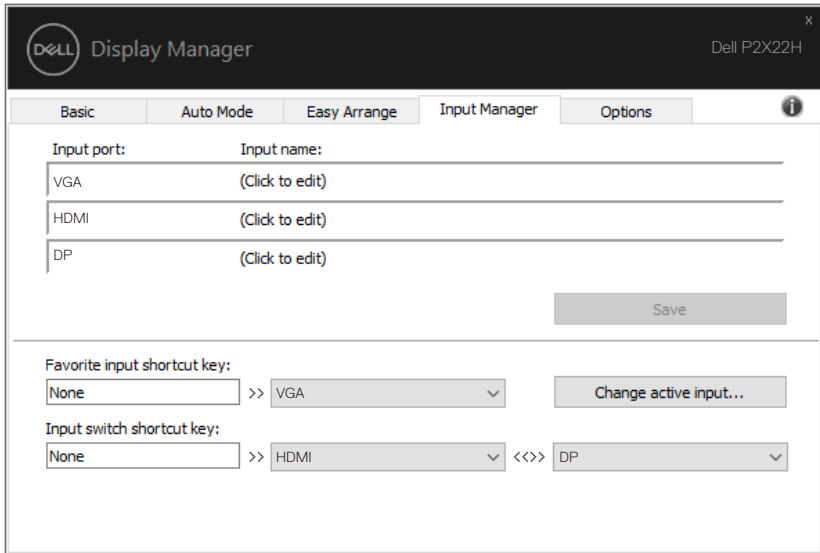 x
DELL Display Manager Dell P2X22H
Basic Auto Mode Easy Arrange Input Manager Options i
Input port: Input name:
VGA (Click to edit)
HDMI (Click to edit)
DP (Click to edit)
Save
Favorite input shortcut key:
None >> VGA Change active input...
Input switch shortcut key:
None >> HDMI <<>> DP